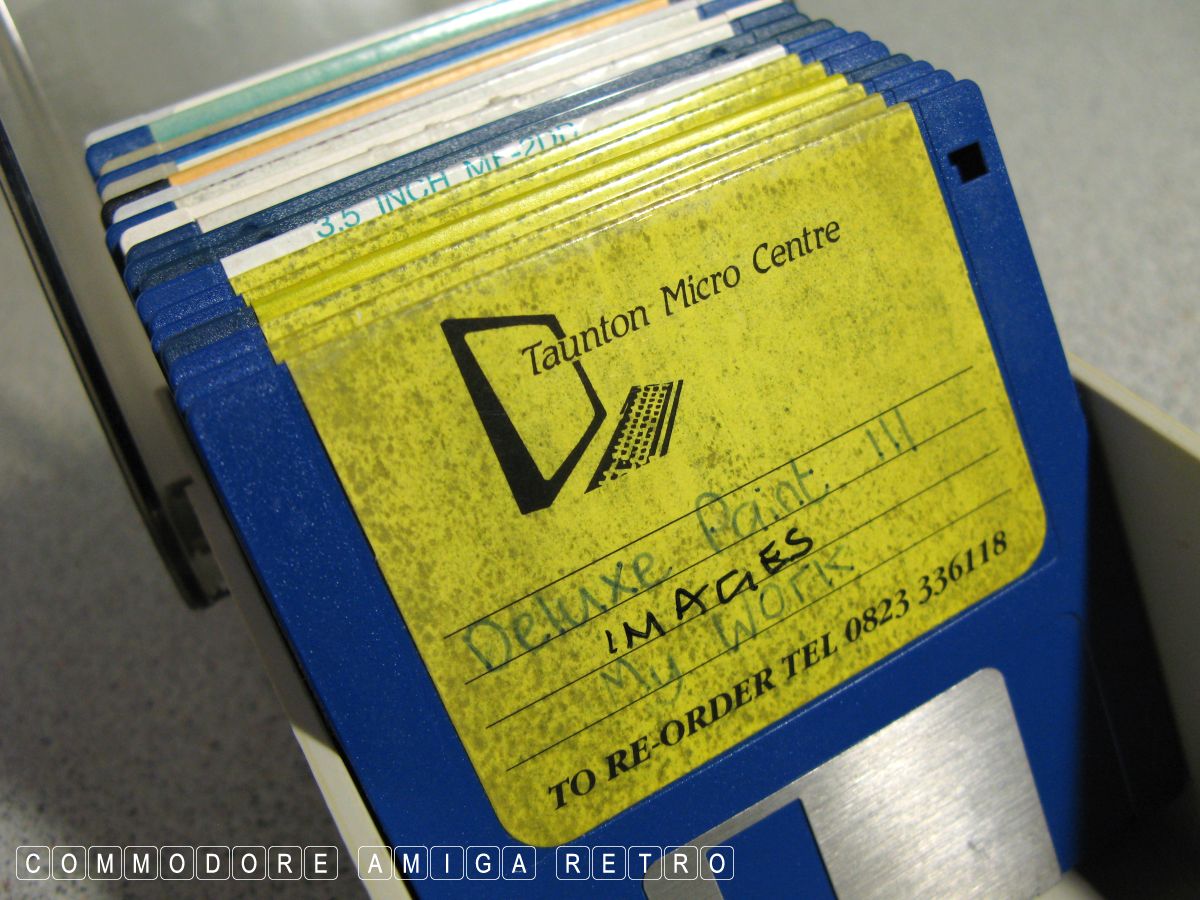 3.5 INCH MF-2DD
Taunton Micro Centre
Deluxe Paint III
IMAGES
My Work
TO RE-ORDER TEL 0823 336118
COMMODORE AMIGA RETRO